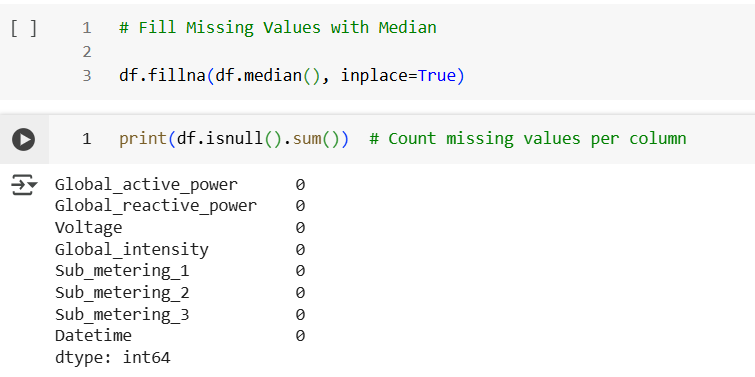 [ ] 1 # Fill Missing Values with Median
2
3 df.fillna(df.median(), inplace=True)
1 print(df.isnull().sum()) # Count missing values per column
Global_active_power 0
Global_reactive_power 0
Voltage 0
Global_intensity 0
Sub_metering_1 0
Sub_metering_2 0
Sub_metering_3 0
Datetime 0
dtype: int64